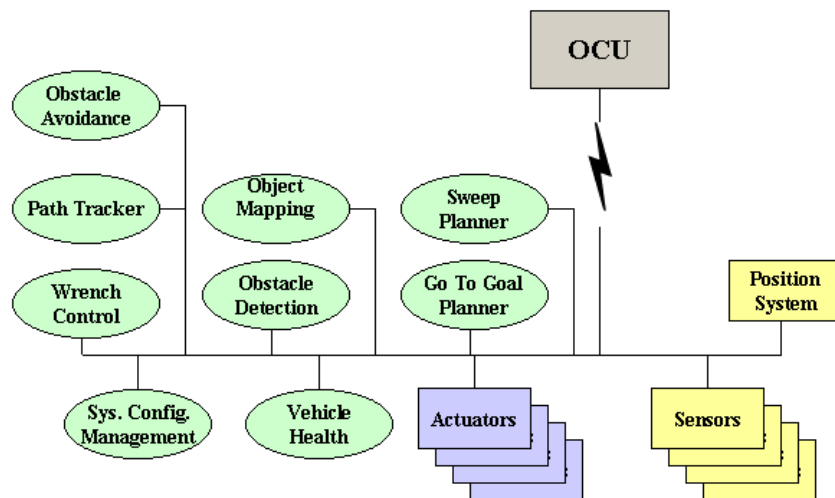 OCU
Obstacle
Avoidance
Path Tracker
Object
Mapping
Sweep
Planner
Wrench
Control
Obstacle
Detection
Go To Goal
Planner
Position
System
Sys. Config.
Management
Vehicle
Health
Actuators
Sensors